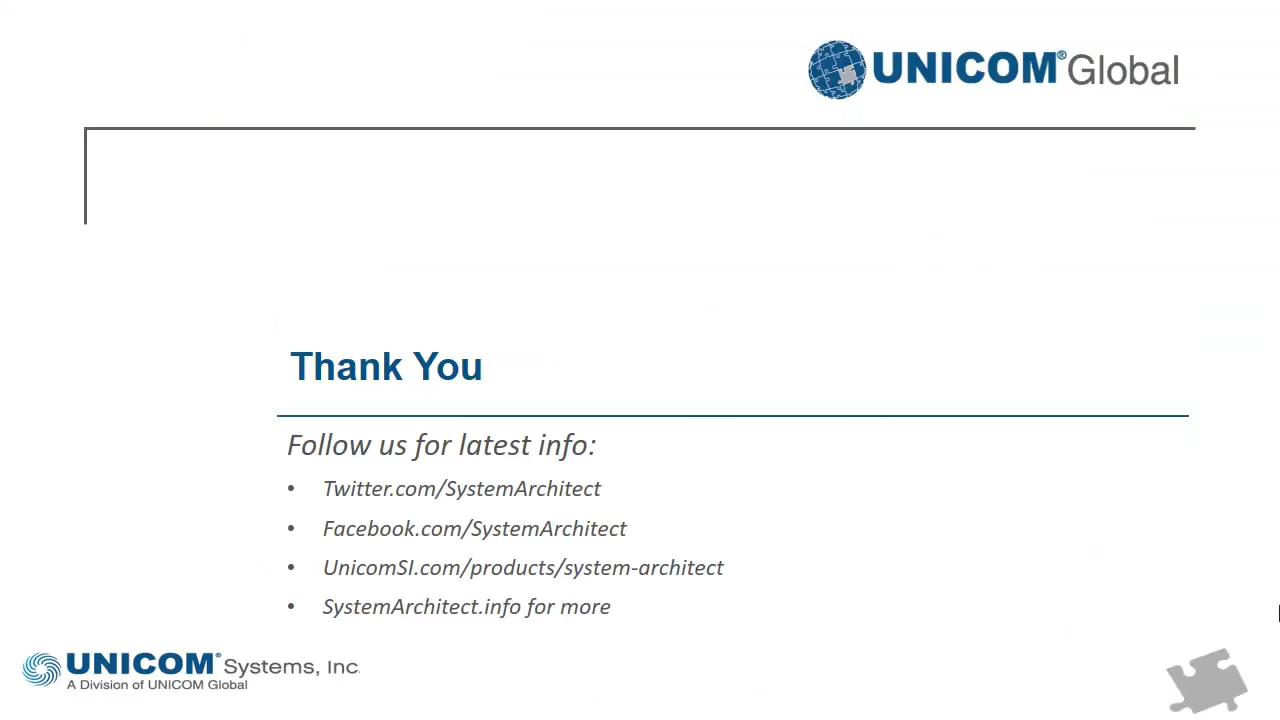 UNICOM® Global
Thank You
Follow us for latest info:
• Twitter.com/SystemArchitect
• Facebook.com/SystemArchitect
• UnicomSI.com/products/system-architect
• SystemArchitect.info for more
UNICOM® Systems, Inc.
A Division of UNICOM Global